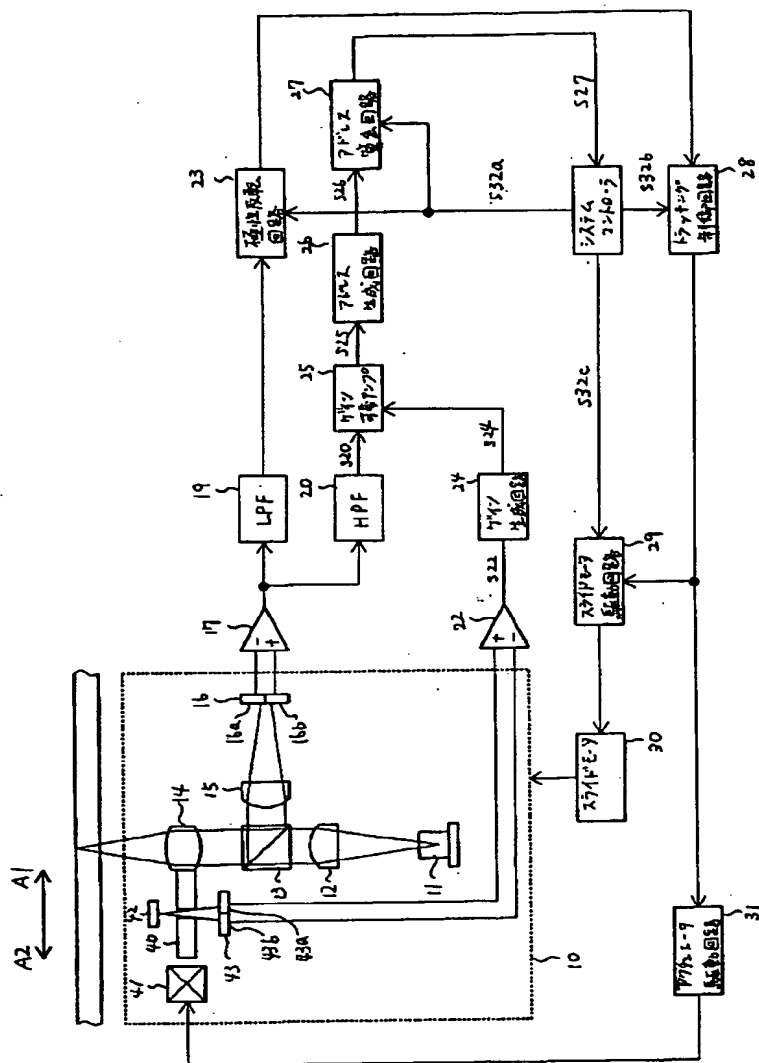 A2
A1
41
40
42
43
43b
43a
14
13
12
11
15
16
16a
16b
10
17
22
19
LPF
20
HPF
S22
24
ゲイン
生成回路
S20
S24
25
ゲイン
可変アンプ
S25
26
アドレス
生成回路
S26
23
極性反転
回路
27
アドレス
S27
S32a
システム
コントローラ
S32b
28
トラッキング
制御回路
S32c
29
スライドモータ
駆動回路
30
スライドモータ
31
アクチュエータ
駆動回路